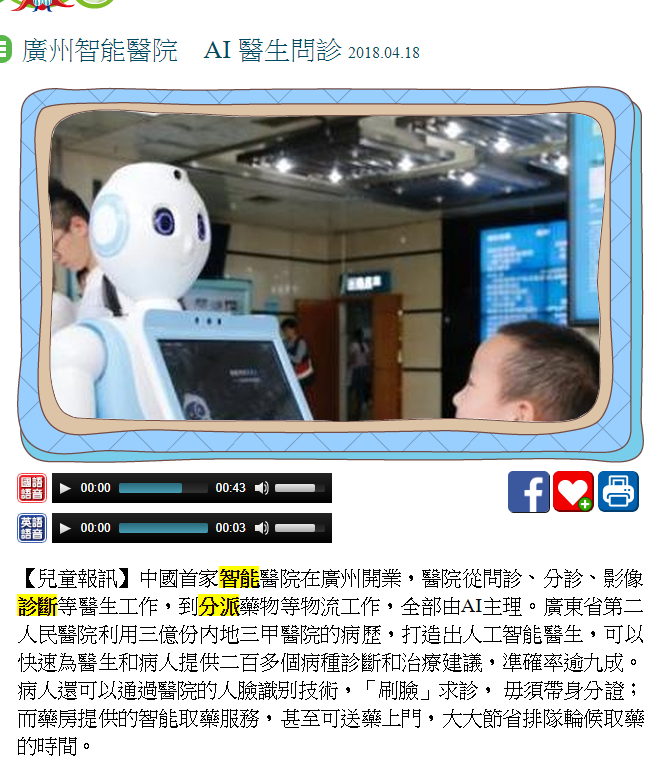 廣州智能醫院　AI 醫生問診 2018.04.18
國語語音 00:00 00:43
英語語音 00:00 00:03
【兒童報訊】中國首家智能醫院在廣州開業，醫院從問診、分診、影像
診斷等醫生工作，到分派藥物等物流工作，全部由AI主理。廣東省第二
人民醫院利用三億份內地三甲醫院的病歷，打造出人工智能醫生，可以
快速為醫生和病人提供二百多個病種診斷和治療建議，準確率逾九成。
病人還可以通過醫院的人臉識別技術，「刷臉」求診， 毋須帶身分證；
而藥房提供的智能取藥服務，甚至可送藥上門，大大節省排隊輪候取藥
的時間。